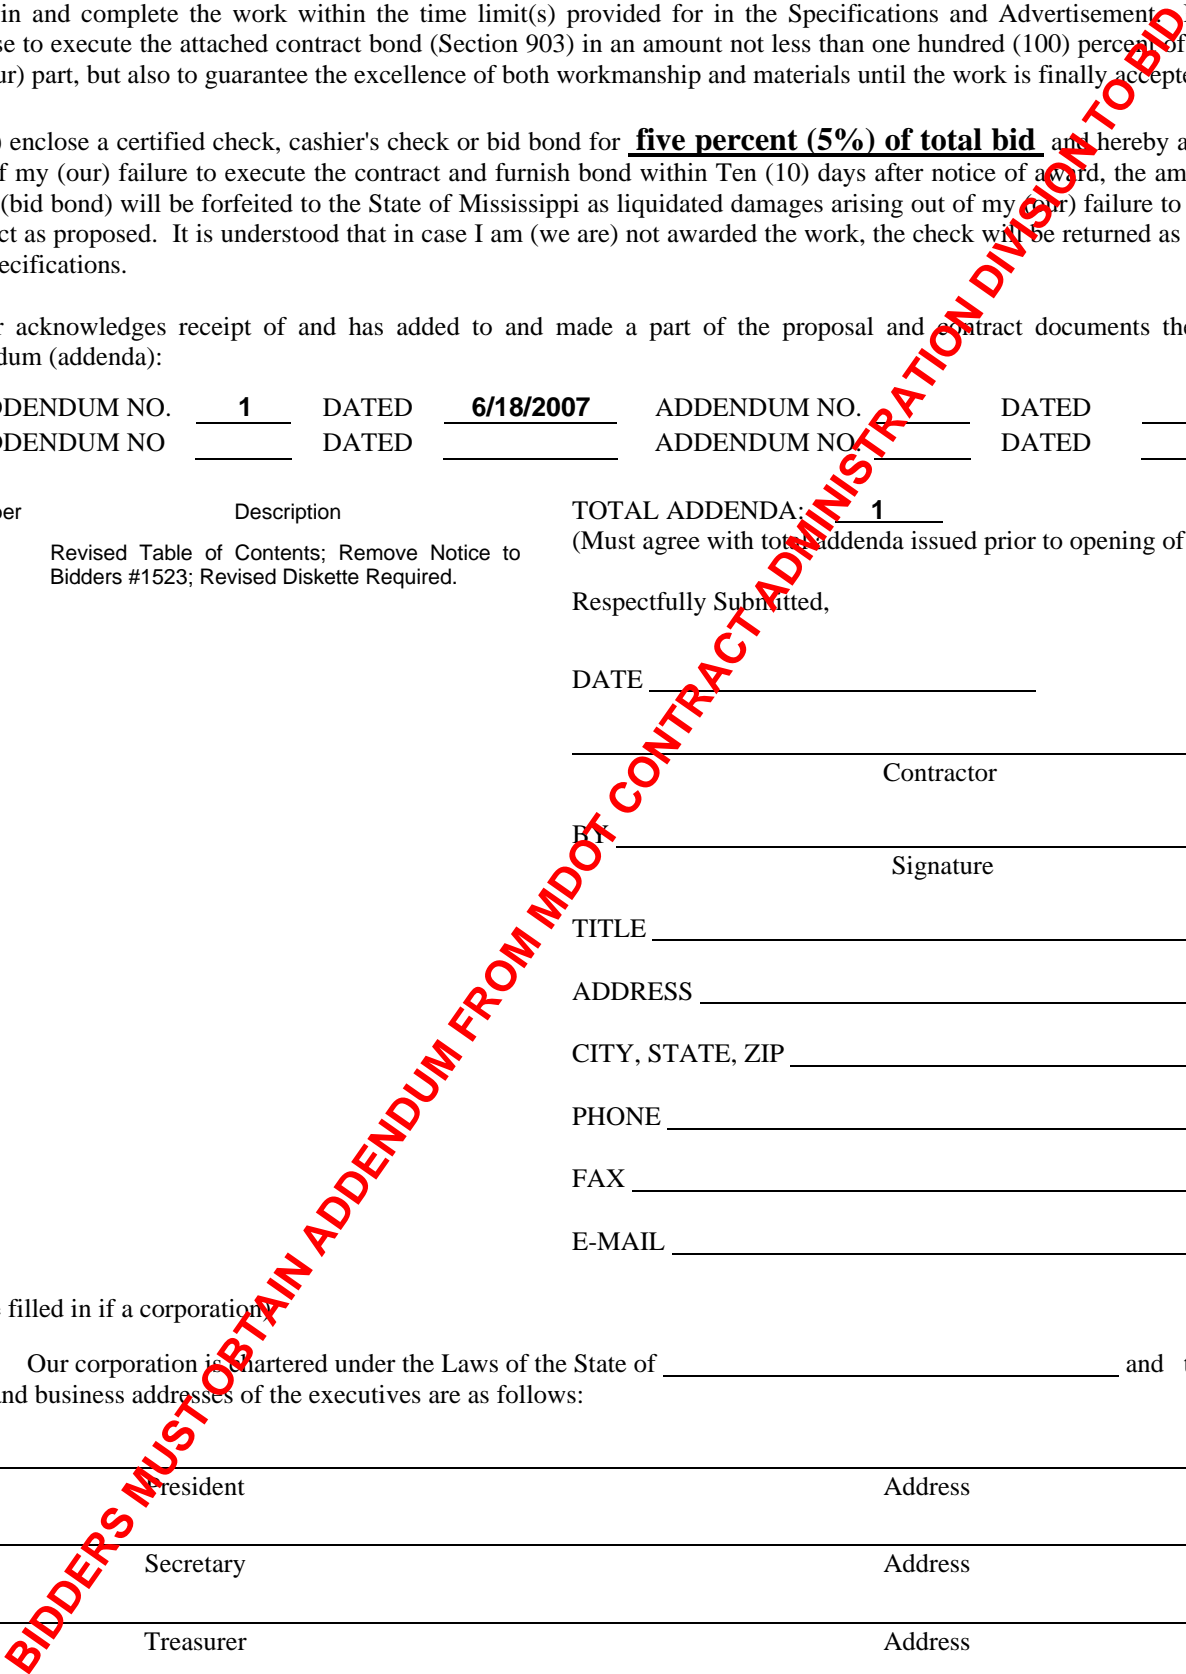 in and complete the work within the time limit(s) provided for in the Specifications and Advertisement.
se to execute the attached contract bond (Section 903) in an amount not less than one hundred (100) percent of
ur) part, but also to guarantee the excellence of both workmanship and materials until the work is finally accepte
) enclose a certified check, cashier's check or bid bond for five percent (5%) of total bid and hereby a
f my (our) failure to execute the contract and furnish bond within Ten (10) days after notice of award, the am
(bid bond) will be forfeited to the State of Mississippi as liquidated damages arising out of my (our) failure to
ct as proposed. It is understood that in case I am (we are) not awarded the work, the check will be returned as
ecifications.
r acknowledges receipt of and has added to and made a part of the proposal and contract documents the
dum (addenda):
DDENDUM NO. 1 DATED 6/18/2007 ADDENDUM NO. DATED
DDENDUM NO DATED ADDENDUM NO. DATED
ber Description
Revised Table of Contents; Remove Notice to
Bidders #1523; Revised Diskette Required.
TOTAL ADDENDA: 1
(Must agree with total addenda issued prior to opening of
Respectfully Submitted,
DATE
Contractor
BY
Signature
TITLE
ADDRESS
CITY, STATE, ZIP
PHONE
FAX
E-MAIL
filled in if a corporation)
Our corporation is chartered under the Laws of the State of and t
and business addresses of the executives are as follows:
President Address
Secretary Address
Treasurer Address
BIDDERS MUST OBTAIN ADDENDUM FROM MDOT CONTRACT ADMINISTRATION DIVISION TO BID